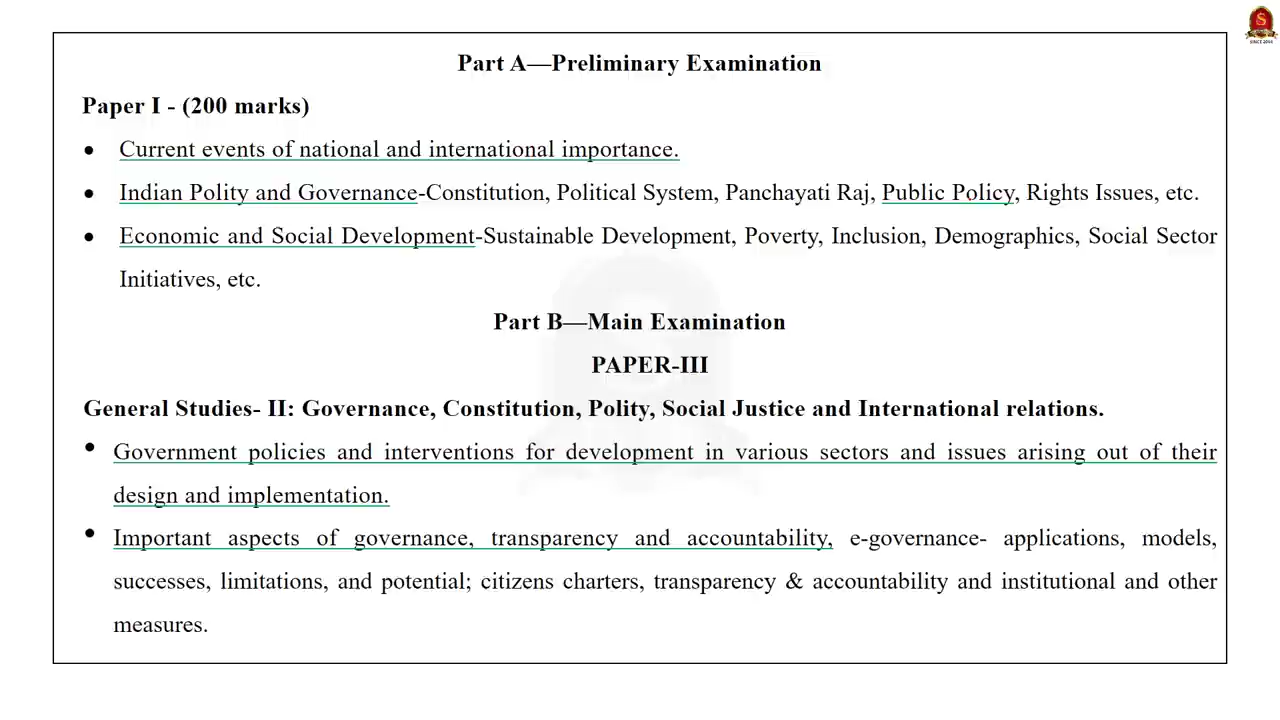 S
SINCE 2004
Part A—Preliminary Examination
Paper I - (200 marks)
• Current events of national and international importance.
• Indian Polity and Governance-Constitution, Political System, Panchayati Raj, Public Policy, Rights Issues, etc.
• Economic and Social Development-Sustainable Development, Poverty, Inclusion, Demographics, Social Sector
Initiatives, etc.
Part B—Main Examination
PAPER-III
General Studies- II: Governance, Constitution, Polity, Social Justice and International relations.
• Government policies and interventions for development in various sectors and issues arising out of their
design and implementation.
• Important aspects of governance, transparency and accountability, e-governance- applications, models,
successes, limitations, and potential; citizens charters, transparency & accountability and institutional and other
measures.